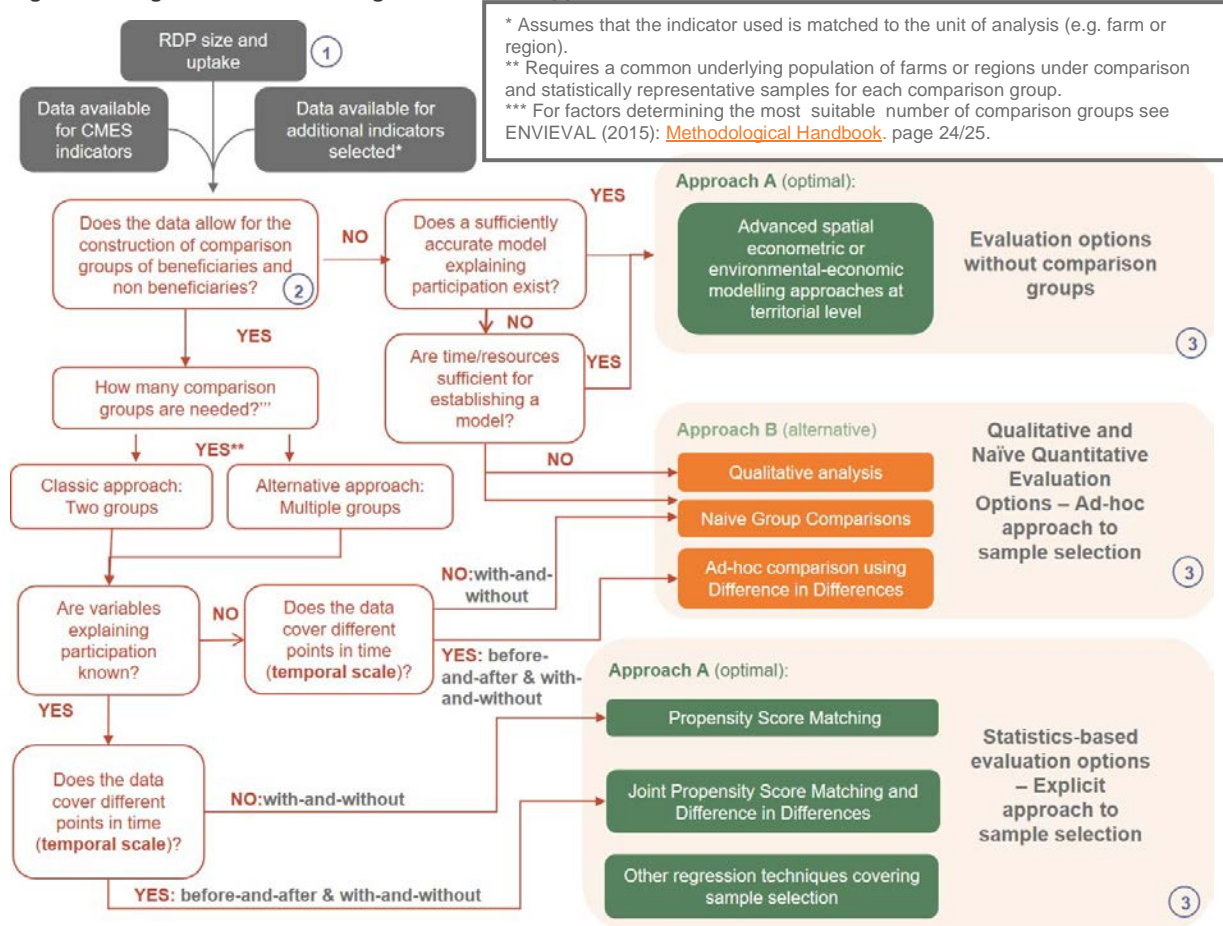 * Assumes that the indicator used is matched to the unit of analysis (e.g. farm or
region).
** Requires a common underlying population of farms or regions under comparison
and statistically representative samples for each comparison group.
*** For factors determining the most suitable number of comparison groups see
ENVIEVAL (2015): Methodological Handbook. page 24/25.
RDP size and
uptake
1
Data available
for CMES
indicators
Data available for
additional indicators
selected*
Does the data allow for the
construction of comparison
groups of beneficiaries and
non beneficiaries?
2
NO
Does a sufficiently
accurate model
explaining
participation exist?
YES
Approach A (optimal):
Advanced spatial
econometric or
environmental-economic
modelling approaches at
territorial level
Evaluation options
without comparison
groups
3
YES
NO
How many comparison
groups are needed?'''
Are time/resources
sufficient for
establishing a
model?
YES
NO
YES**
Classic approach:
Two groups
Alternative approach:
Multiple groups
Approach B (alternative)
Qualitative analysis
Naive Group Comparisons
Ad-hoc comparison using
Difference in Differences
Qualitative and
Naïve Quantitative
Evaluation
Options – Ad-hoc
approach to
sample selection
3
Are variables
explaining
participation
known?
NO
Does the data
cover different
points in time
(temporal scale)?
NO:with-and-
without
YES: before-
and-after & with-
and-without
YES
Does the data
cover different
points in time
(temporal scale)?
NO:with-and-without
YES: before-and-after & with-and-without
Approach A (optimal):
Propensity Score Matching
Joint Propensity Score Matching and
Difference in Differences
Other regression techniques covering
sample selection
Statistics-based
evaluation options
– Explicit
approach to
sample selection
3